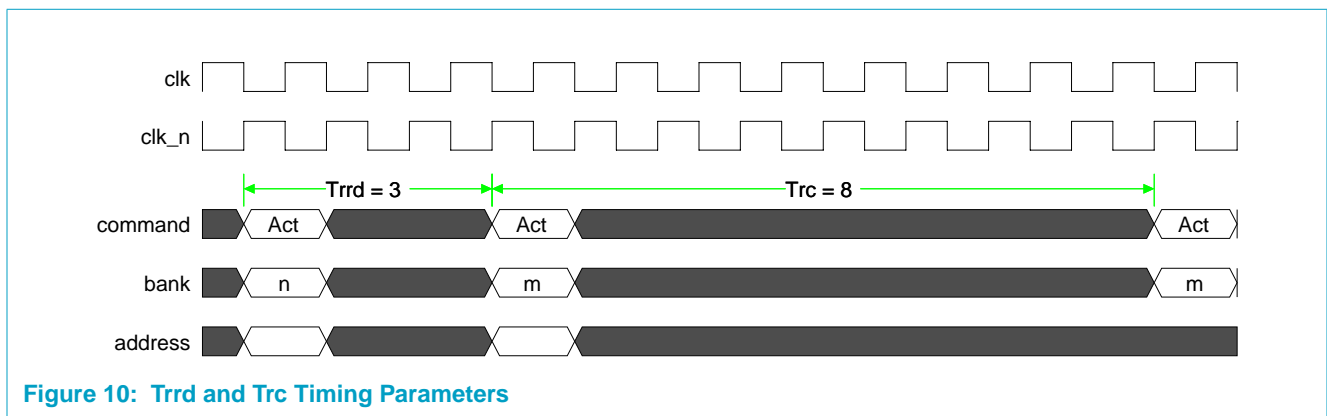 clk
clk_n
Trrd = 3 Trc = 8
command Act Act Act
bank n m m
address
Figure 10: Trrd and Trc Timing Parameters